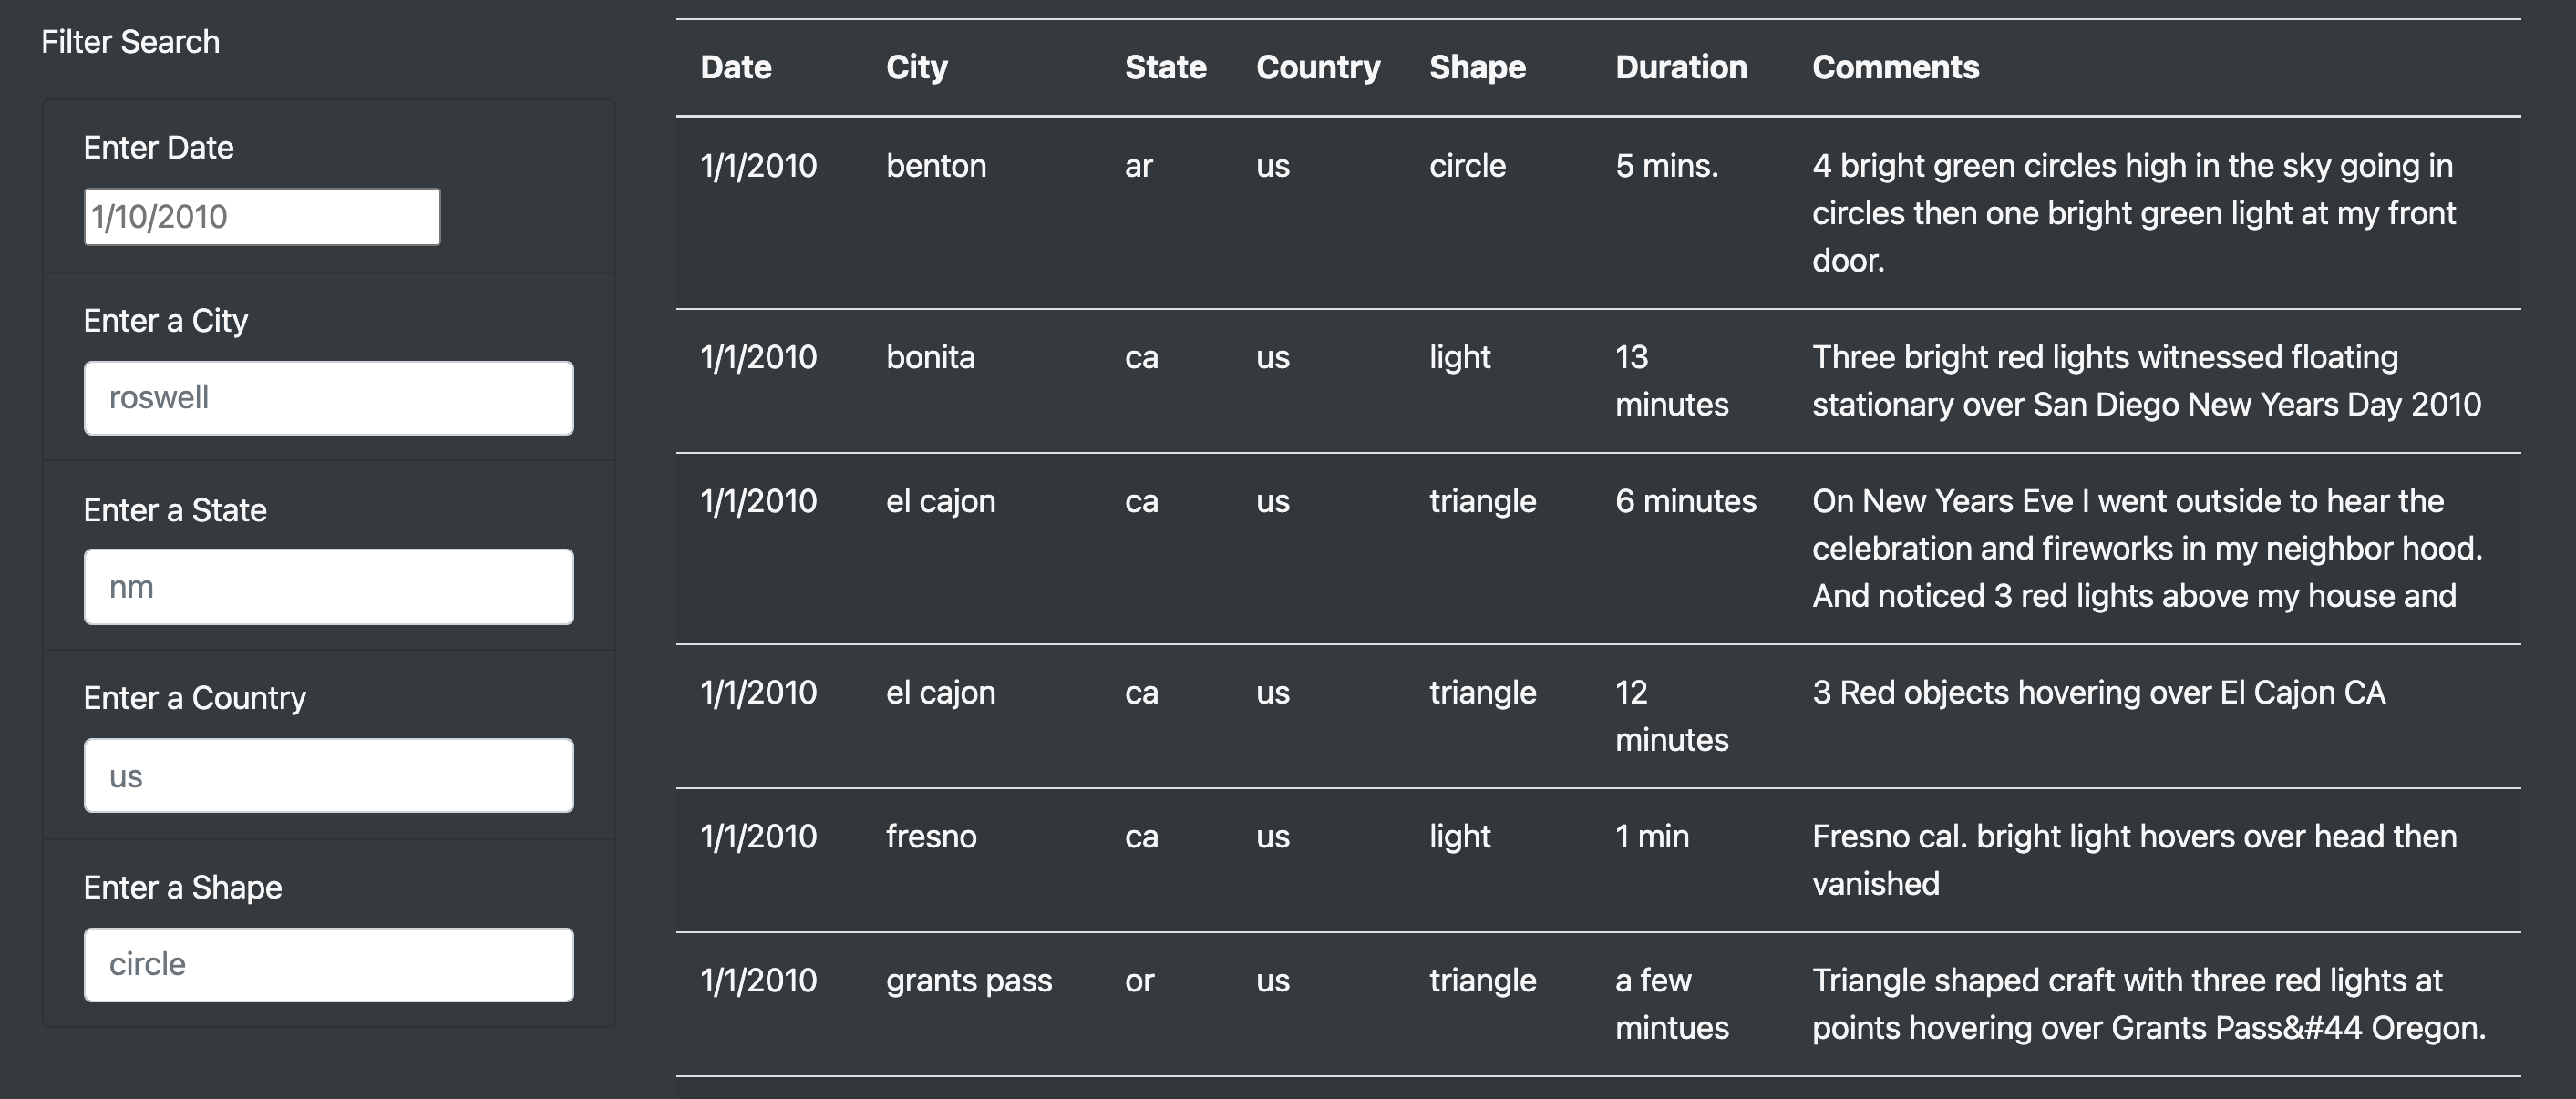 Filter Search
Enter Date
1/10/2010
Enter a City
roswell
Enter a State
nm
Enter a Country
us
Enter a Shape
circle
Date City State Country Shape Duration Comments
1/1/2010 benton ar us circle 5 mins. 4 bright green circles high in the sky going in
circles then one bright green light at my front
door.
1/1/2010 bonita ca us light 13 Three bright red lights witnessed floating
minutes stationary over San Diego New Years Day 2010
1/1/2010 el cajon ca us triangle 6 minutes On New Years Eve I went outside to hear the
celebration and fireworks in my neighbor hood.
And noticed 3 red lights above my house and
1/1/2010 el cajon ca us triangle 12 3 Red objects hovering over El Cajon CA
minutes
1/1/2010 fresno ca us light 1 min Fresno cal. bright light hovers over head then
vanished
1/1/2010 grants pass or us triangle a few Triangle shaped craft with three red lights at
mintues points hovering over Grants Pass&#44 Oregon.